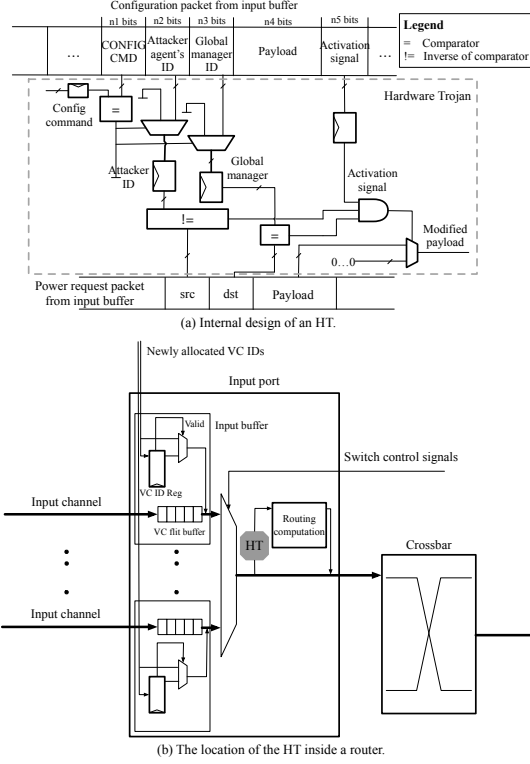 Configuration packet from input buffer
n1 bits n2 bits n3 bits n4 bits n5 bits
... CONFIG CMD Attacker agent's ID Global manager ID Payload Activation signal ...
Legend
= Comparator
!= Inverse of comparator
Hardware Trojan
Config command
=
Attacker ID
Global manager
Activation signal
!=
=
Modified payload
0…0
Power request packet from input buffer
src dst Payload
(a) Internal design of an HT.
Newly allocated VC IDs
Input port
Valid
Input buffer
VC ID Reg
Switch control signals
Input channel
VC flit buffer
HT
Routing computation
Crossbar
Input channel
(b) The location of the HT inside a router.